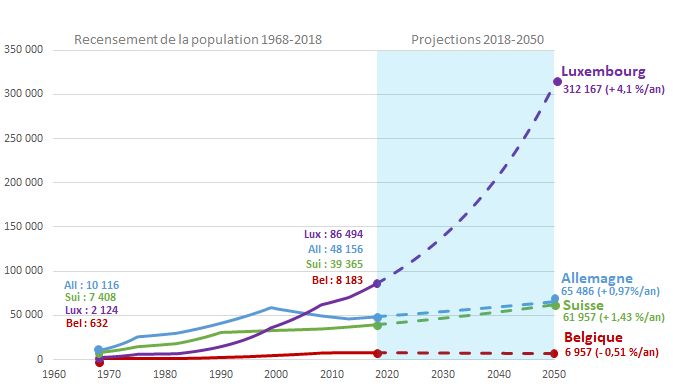 Recensement de la population 1968-2018
Projections 2018-2050
350 000
300 000
250 000
200 000
150 000
100 000
50 000
0
1960
1970
1980
1990
2000
2010
2020
2030
2040
2050
All : 10 116
Sui : 7 408
Lux : 2 124
Bel : 632
Lux : 86 494
All : 48 156
Sui : 39 365
Bel : 8 183
Luxembourg
312 167 (+ 4,1 %/an)
Allemagne
65 486 (+0,97%/an)
Suisse
61 957 (+1,43 %/an)
Belgique
6 957 (- 0,51 %/an)